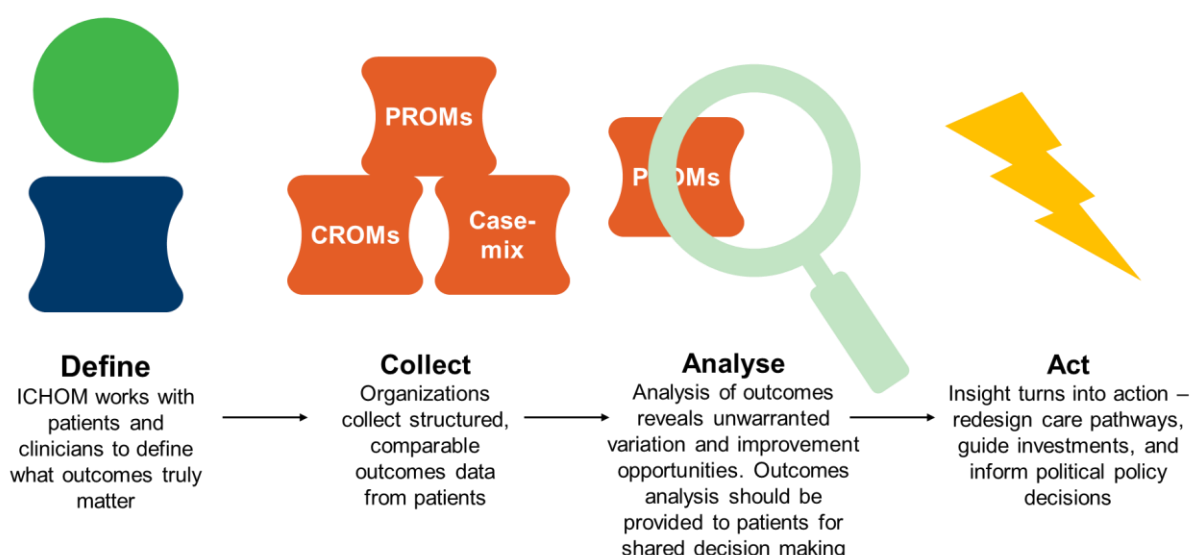 PROMs
CROMs
Case-
mix
PROMs
Define
ICHOM works with
patients and
clinicians to define
what outcomes truly
matter
Collect
Organizations
collect structured,
comparable
outcomes data
from patients
Analyse
Analysis of outcomes
reveals unwarranted
variation and improvement
opportunities. Outcomes
analysis should be
provided to patients for
shared decision making
Act
Insight turns into action –
redesign care pathways,
guide investments, and
inform political policy
decisions